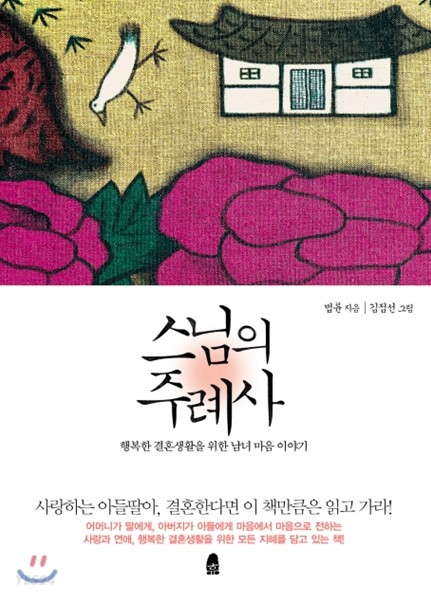 법륜 지음 | 김점선 그림
스님의
주례사
행복한 결혼생활을 위한 남녀 마음 이야기
사랑하는 아들딸아, 결혼한다면 이 책만큼은 읽고 가라!
어머니가 딸에게, 아버지가 아들에게 마음에서 마음으로 전하는
사랑과 연애, 행복한 결혼생활을 위한 모든 지혜를 담고 있는 책!